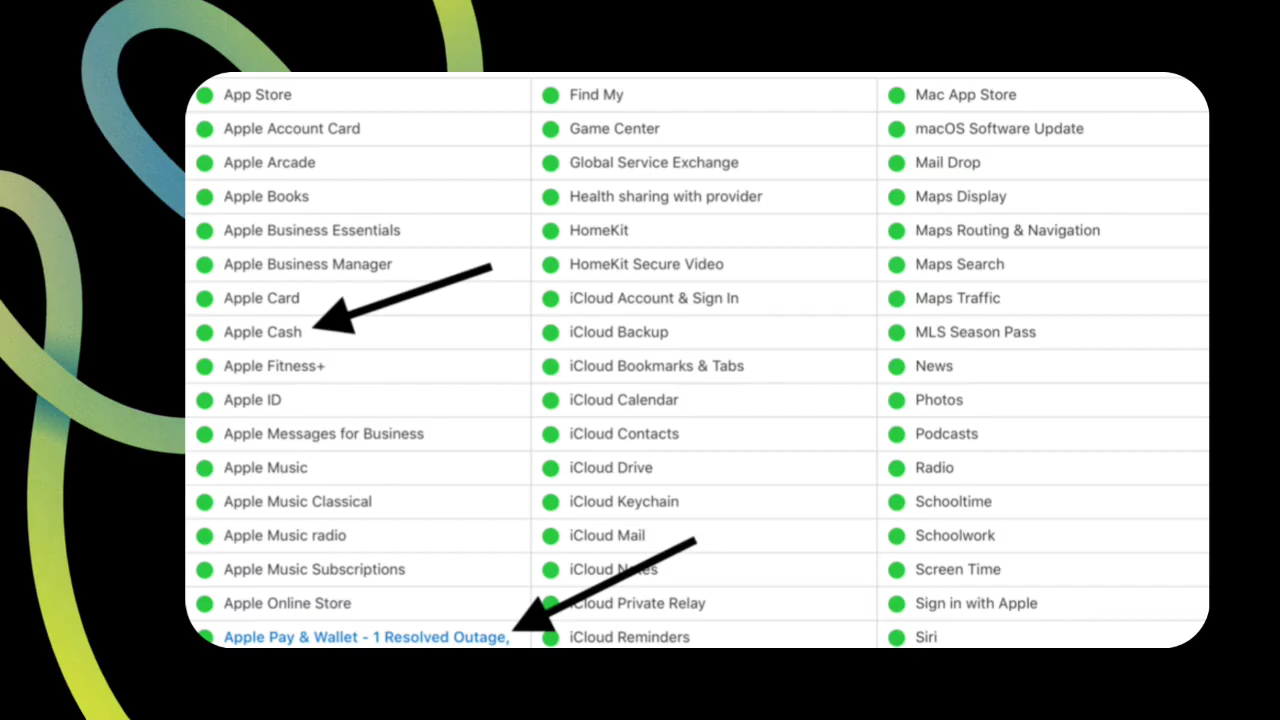 App Store
Apple Account Card
Apple Arcade
Apple Books
Apple Business Essentials
Apple Business Manager
Apple Card
Apple Cash
Apple Fitness+
Apple ID
Apple Messages for Business
Apple Music
Apple Music Classical
Apple Music radio
Apple Music Subscriptions
Apple Online Store
Apple Pay & Wallet - 1 Resolved Outage,
Find My
Game Center
Global Service Exchange
Health sharing with provider
HomeKit
HomeKit Secure Video
iCloud Account & Sign In
iCloud Backup
iCloud Bookmarks & Tabs
iCloud Calendar
iCloud Contacts
iCloud Drive
iCloud Keychain
iCloud Mail
iCloud Notes
iCloud Private Relay
iCloud Reminders
Mac App Store
macOS Software Update
Mail Drop
Maps Display
Maps Routing & Navigation
Maps Search
Maps Traffic
MLS Season Pass
News
Photos
Podcasts
Radio
Schooltime
Schoolwork
Screen Time
Sign in with Apple
Siri